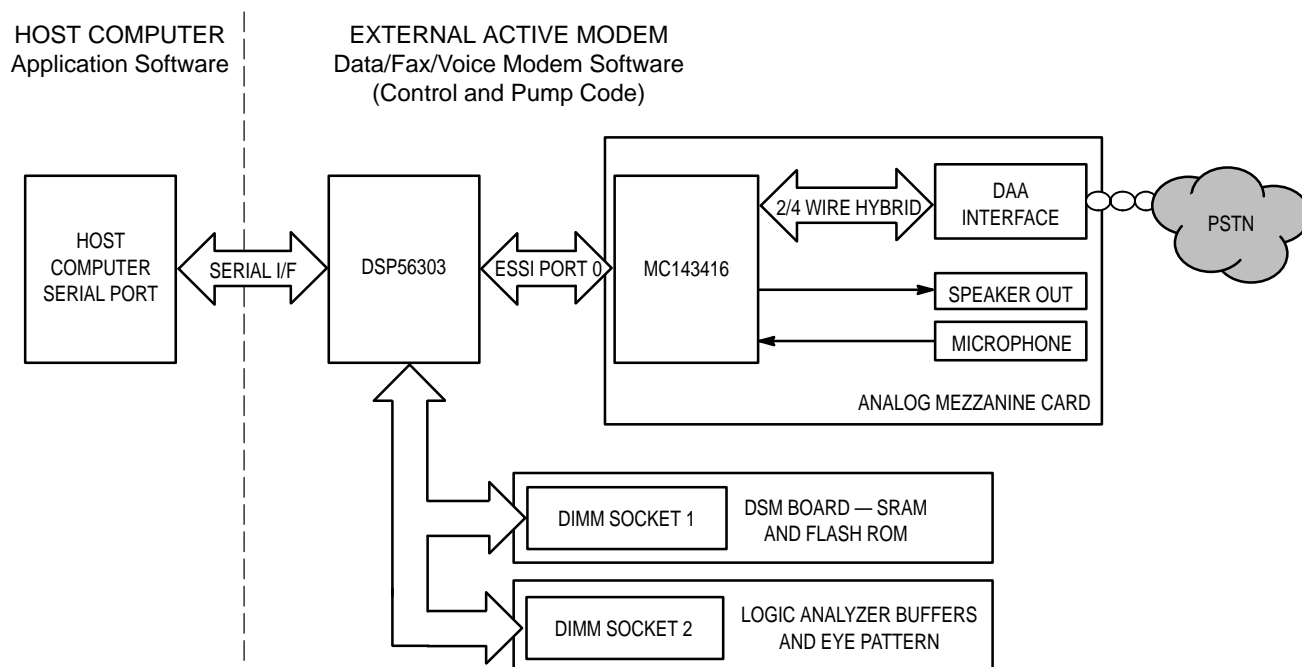 HOST COMPUTER
Application Software
EXTERNAL ACTIVE MODEM
Data/Fax/Voice Modem Software
(Control and Pump Code)
HOST
COMPUTER
SERIAL PORT
SERIAL I/F
DSP56303
ESSI PORT 0
MC143416
2/4 WIRE HYBRID
DAA
INTERFACE
PSTN
SPEAKER OUT
MICROPHONE
ANALOG MEZZANINE CARD
DIMM SOCKET 1
DSM BOARD — SRAM
AND FLASH ROM
DIMM SOCKET 2
LOGIC ANALYZER BUFFERS
AND EYE PATTERN